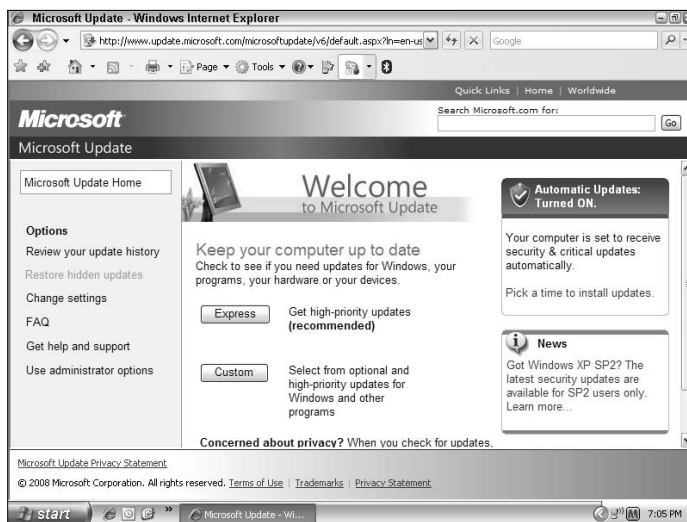 Microsoft Update - Windows Internet Explorer
http://www.update.microsoft.com/microsoftupdate/v6/default.aspx?ln=en-us
Google
Page
Tools
Quick Links | Home | Worldwide
Microsoft
Search Microsoft.com for:
Go
Microsoft Update
Microsoft Update Home
Options
Review your update history
Restore hidden updates
Change settings
FAQ
Get help and support
Use administrator options
Welcome
to Microsoft Update
Keep your computer up to date
Check to see if you need updates for Windows, your
programs, your hardware or your devices.
Express
Get high-priority updates
(recommended)
Custom
Select from optional and
high-priority updates for
Windows and other
programs
Concerned about privacy? When you check for updates,
Automatic Updates:
Turned ON.
Your computer is set to receive
security & critical updates
automatically.
Pick a time to install updates.
News
Got Windows XP SP2? The
latest security updates are
available for SP2 users only.
Learn more...
Microsoft Update Privacy Statement
© 2008 Microsoft Corporation. All rights reserved. Terms of Use | Trademarks | Privacy Statement
start
Microsoft Update - Wi...
7:05 PM